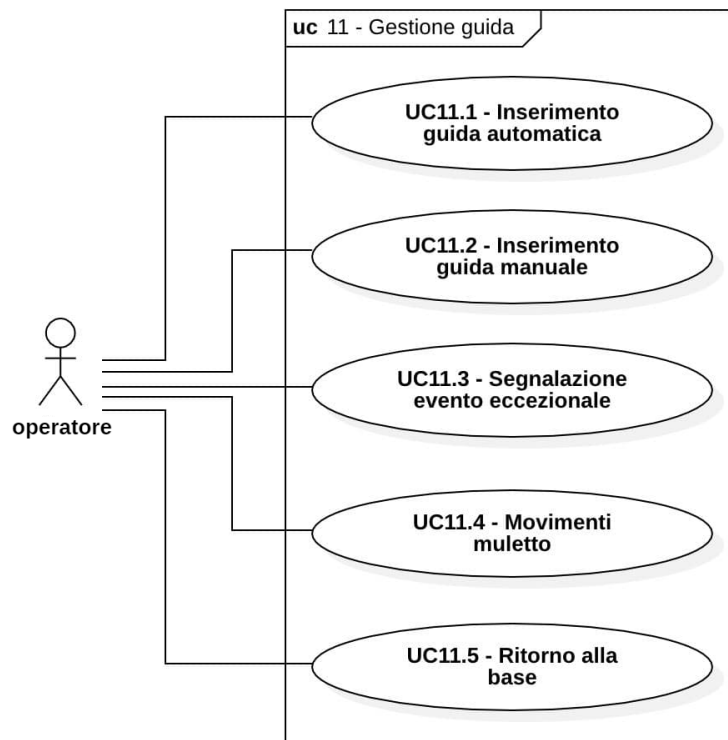 uc 11 - Gestione guida
UC11.1 - Inserimento
guida automatica
UC11.2 - Inserimento
guida manuale
UC11.3 - Segnalazione
evento eccezionale
operatore
UC11.4 - Movimenti
muletto
UC11.5 - Ritorno alla
base